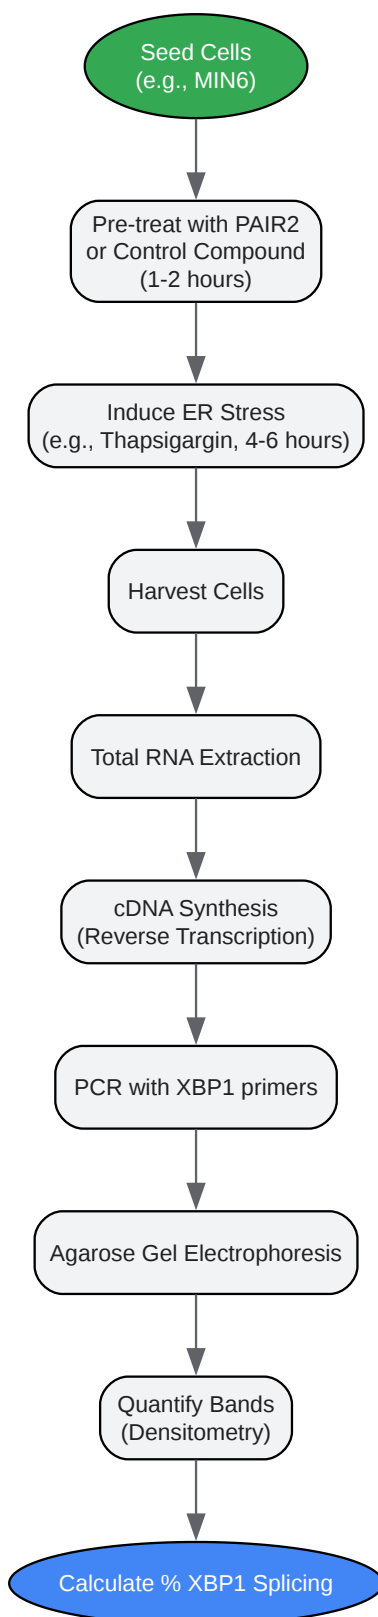 Seed Cells
(e.g., MIN6)
Pre-treat with PAIR2
or Control Compound
(1-2 hours)
Induce ER Stress
(e.g., Thapsigargin, 4-6 hours)
Harvest Cells
Total RNA Extraction
cDNA Synthesis
(Reverse Transcription)
PCR with XBP1 primers
Agarose Gel Electrophoresis
Quantify Bands
(Densitometry)
Calculate % XBP1 Splicing